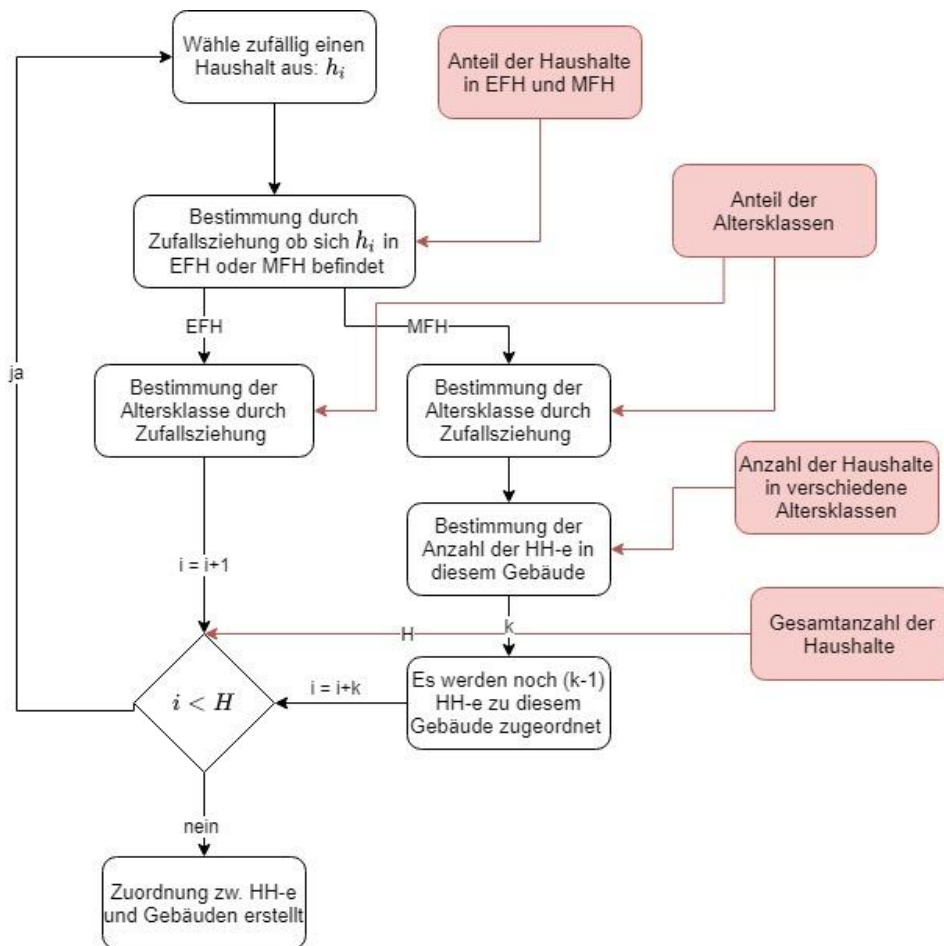 Wähle zufällig einen
Haushalt aus: h_i
Anteil der Haushalte
in EFH und MFH
Anteil der
Altersklassen
Bestimmung durch
Zufallsziehung ob sich h_i in
EFH oder MFH befindet
EFH
MFH
ja
Bestimmung der
Altersklasse durch
Zufallsziehung
Bestimmung der
Altersklasse durch
Zufallsziehung
Anzahl der Haushalte
in verschiedene
Altersklassen
Bestimmung der
Anzahl der HH-e in
diesem Gebäude
i = i+1
Gesamtanzahl der
Haushalte
H
k
i < H
i = i+k
Es werden noch (k-1)
HH-e zu diesem
Gebäude zugeordnet
nein
Zuordnung zw. HH-e
und Gebäuden erstellt